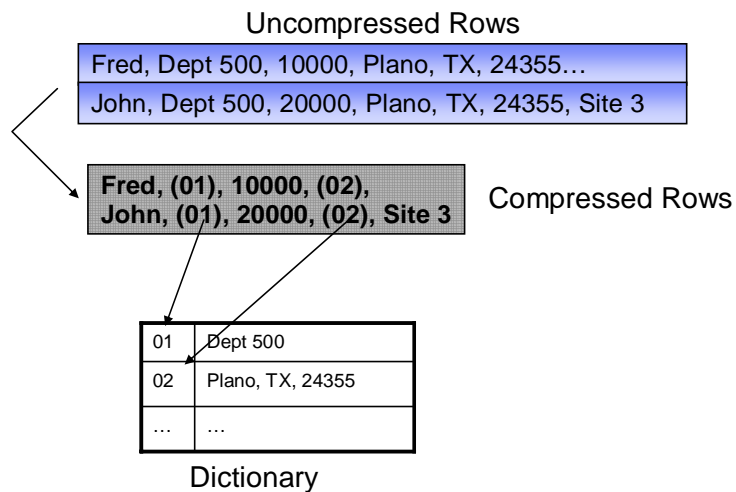 Uncompressed Rows
Fred, Dept 500, 10000, Plano, TX, 24355…
John, Dept 500, 20000, Plano, TX, 24355, Site 3
Fred, (01), 10000, (02),
John, (01), 20000, (02), Site 3
Compressed Rows
01 Dept 500
02 Plano, TX, 24355
… …
Dictionary